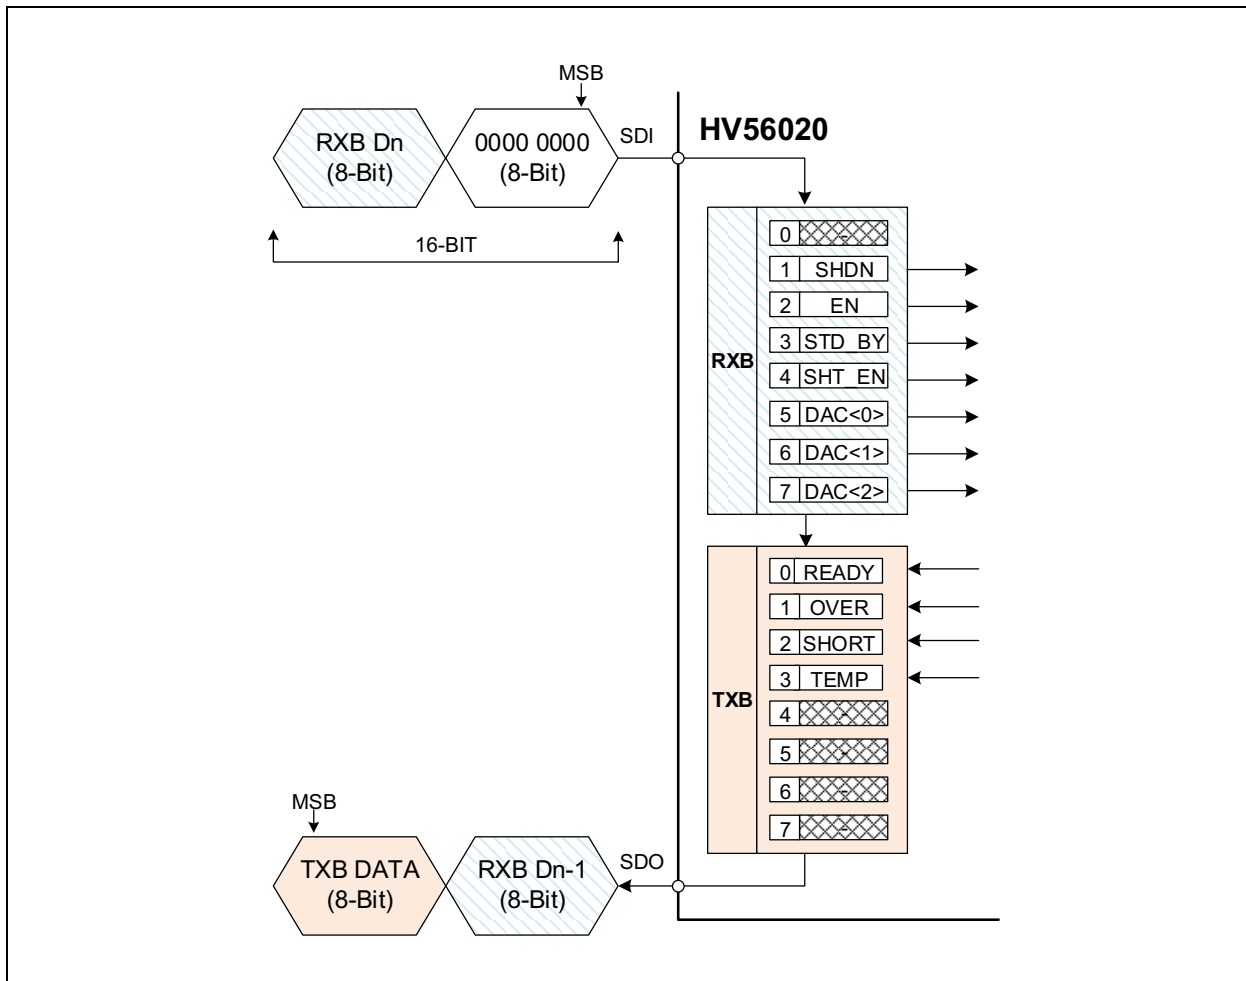 MSB
RXB Dn
(8-Bit)
0000 0000
(8-Bit)
SDI
HV56020
16-BIT
RXB
0 -
1 SHDN
2 EN
3 STD_BY
4 SHT_EN
5 DAC<0>
6 DAC<1>
7 DAC<2>
TXB
0 READY
1 OVER
2 SHORT
3 TEMP
4 -
5 -
6 -
7 -
MSB
TXB DATA
(8-Bit)
RXB Dn-1
(8-Bit)
SDO